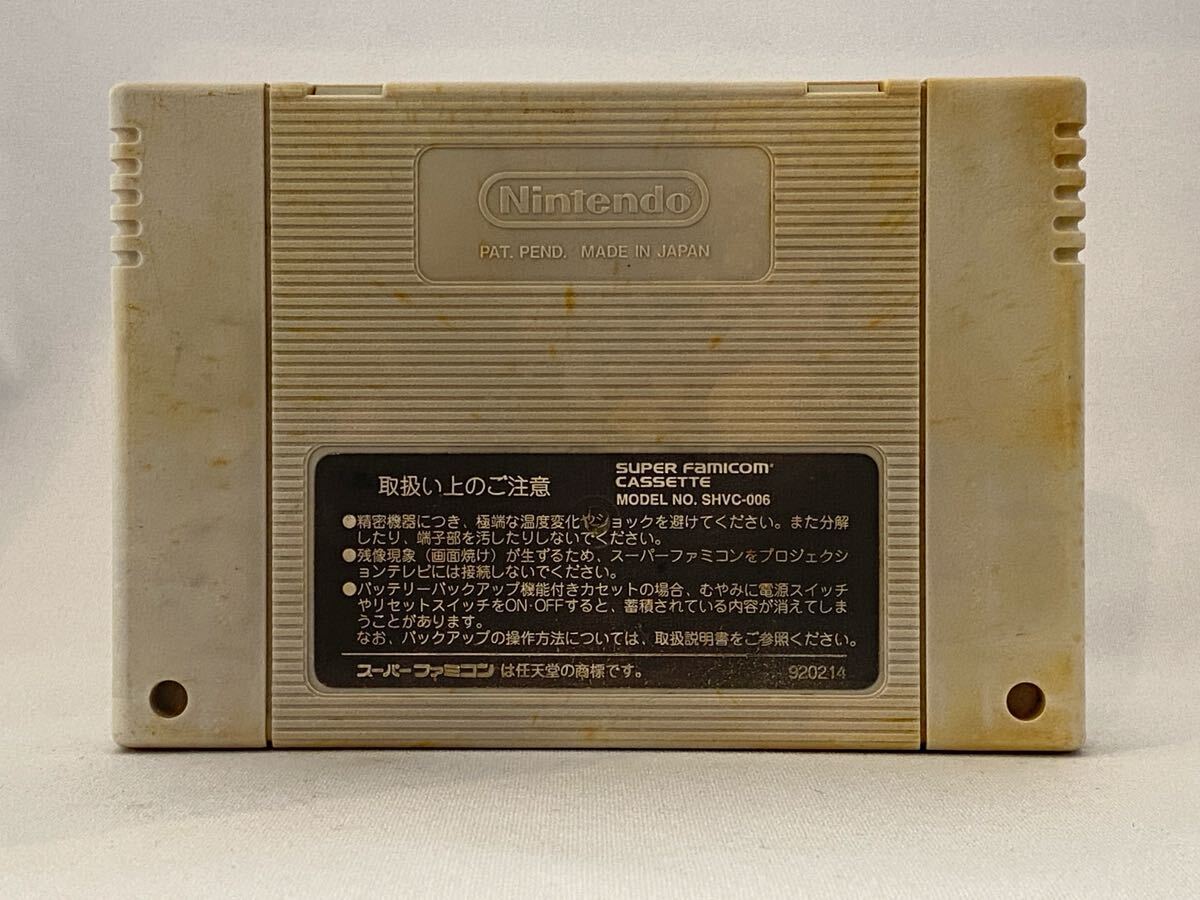 Nintendo®
PAT. PEND. MADE IN JAPAN
取扱い上のご注意
SUPER FAMICOM
CASSETTE
MODEL NO. SHVC-006
●精密機器につき、極端な温度変化やショックを避けてください。また分解
したり、端子部を汚したりしないでください。
●残像現象（画面焼け）が生ずるため、スーパーファミコンをプロジェクシ
ョンテレビには接続しないでください。
●バッテリーバックアップ機能付きカセットの場合、むやみに電源スイッチ
やリセットスイッチをON・OFFすると、蓄積されている内容が消えてしま
うことがあります。
なお、バックアップの操作方法については、取扱説明書をご参照ください。
スーパーファミコンは任天堂の商標です。 920214